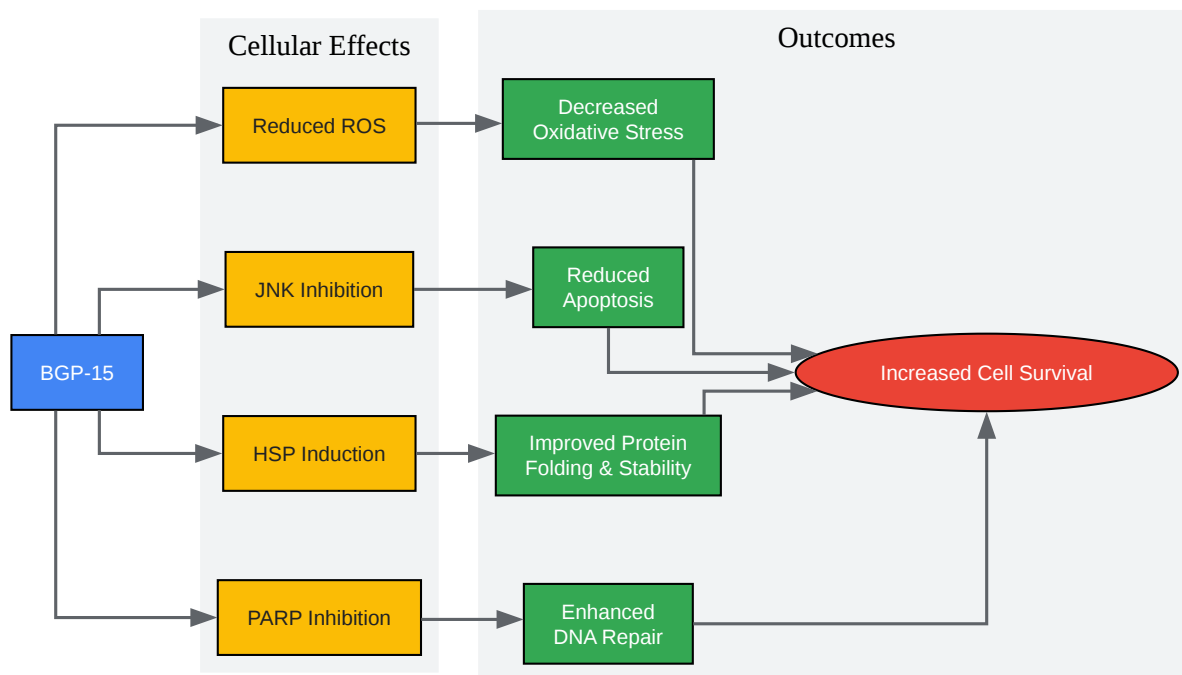 Cellular Effects
Outcomes
Reduced ROS
Decreased
Oxidative Stress
JNK Inhibition
Reduced
Apoptosis
BGP-15
Increased Cell Survival
HSP Induction
Improved Protein
Folding & Stability
PARP Inhibition
Enhanced
DNA Repair